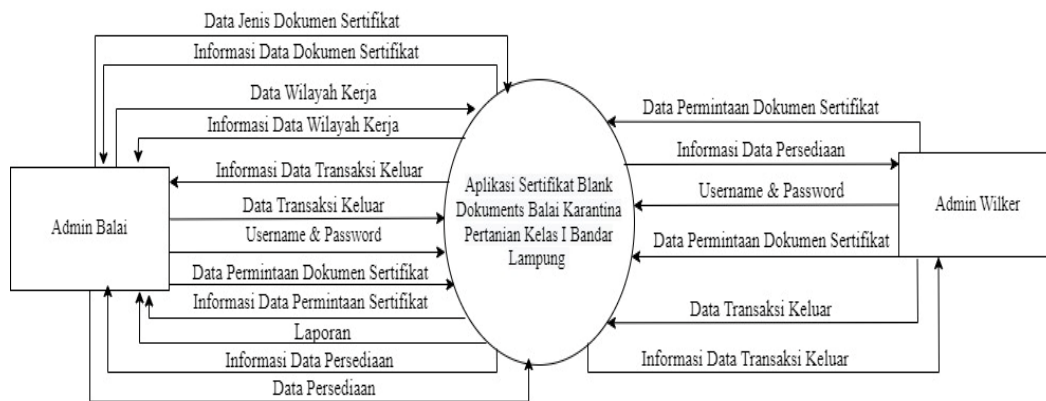 Data Jenis Dokumen Sertifikat
Informasi Data Dokumen Sertifikat
Data Wilayah Kerja
Informasi Data Wilayah Kerja
Informasi Data Transaksi Keluar
Data Transaksi Keluar
Username & Password
Data Permintaan Dokumen Sertifikat
Informasi Data Permintaan Sertifikat
Laporan
Informasi Data Persediaan
Data Persediaan
Admin Balai
Aplikasi Sertifikat Blank
Dokuments Balai Karantina
Pertanian Kelas I Bandar
Lampung
Data Permintaan Dokumen Sertifikat
Informasi Data Persediaan
Username & Password
Data Permintaan Dokumen Sertifikat
Data Transaksi Keluar
Informasi Data Transaksi Keluar
Admin Wilker